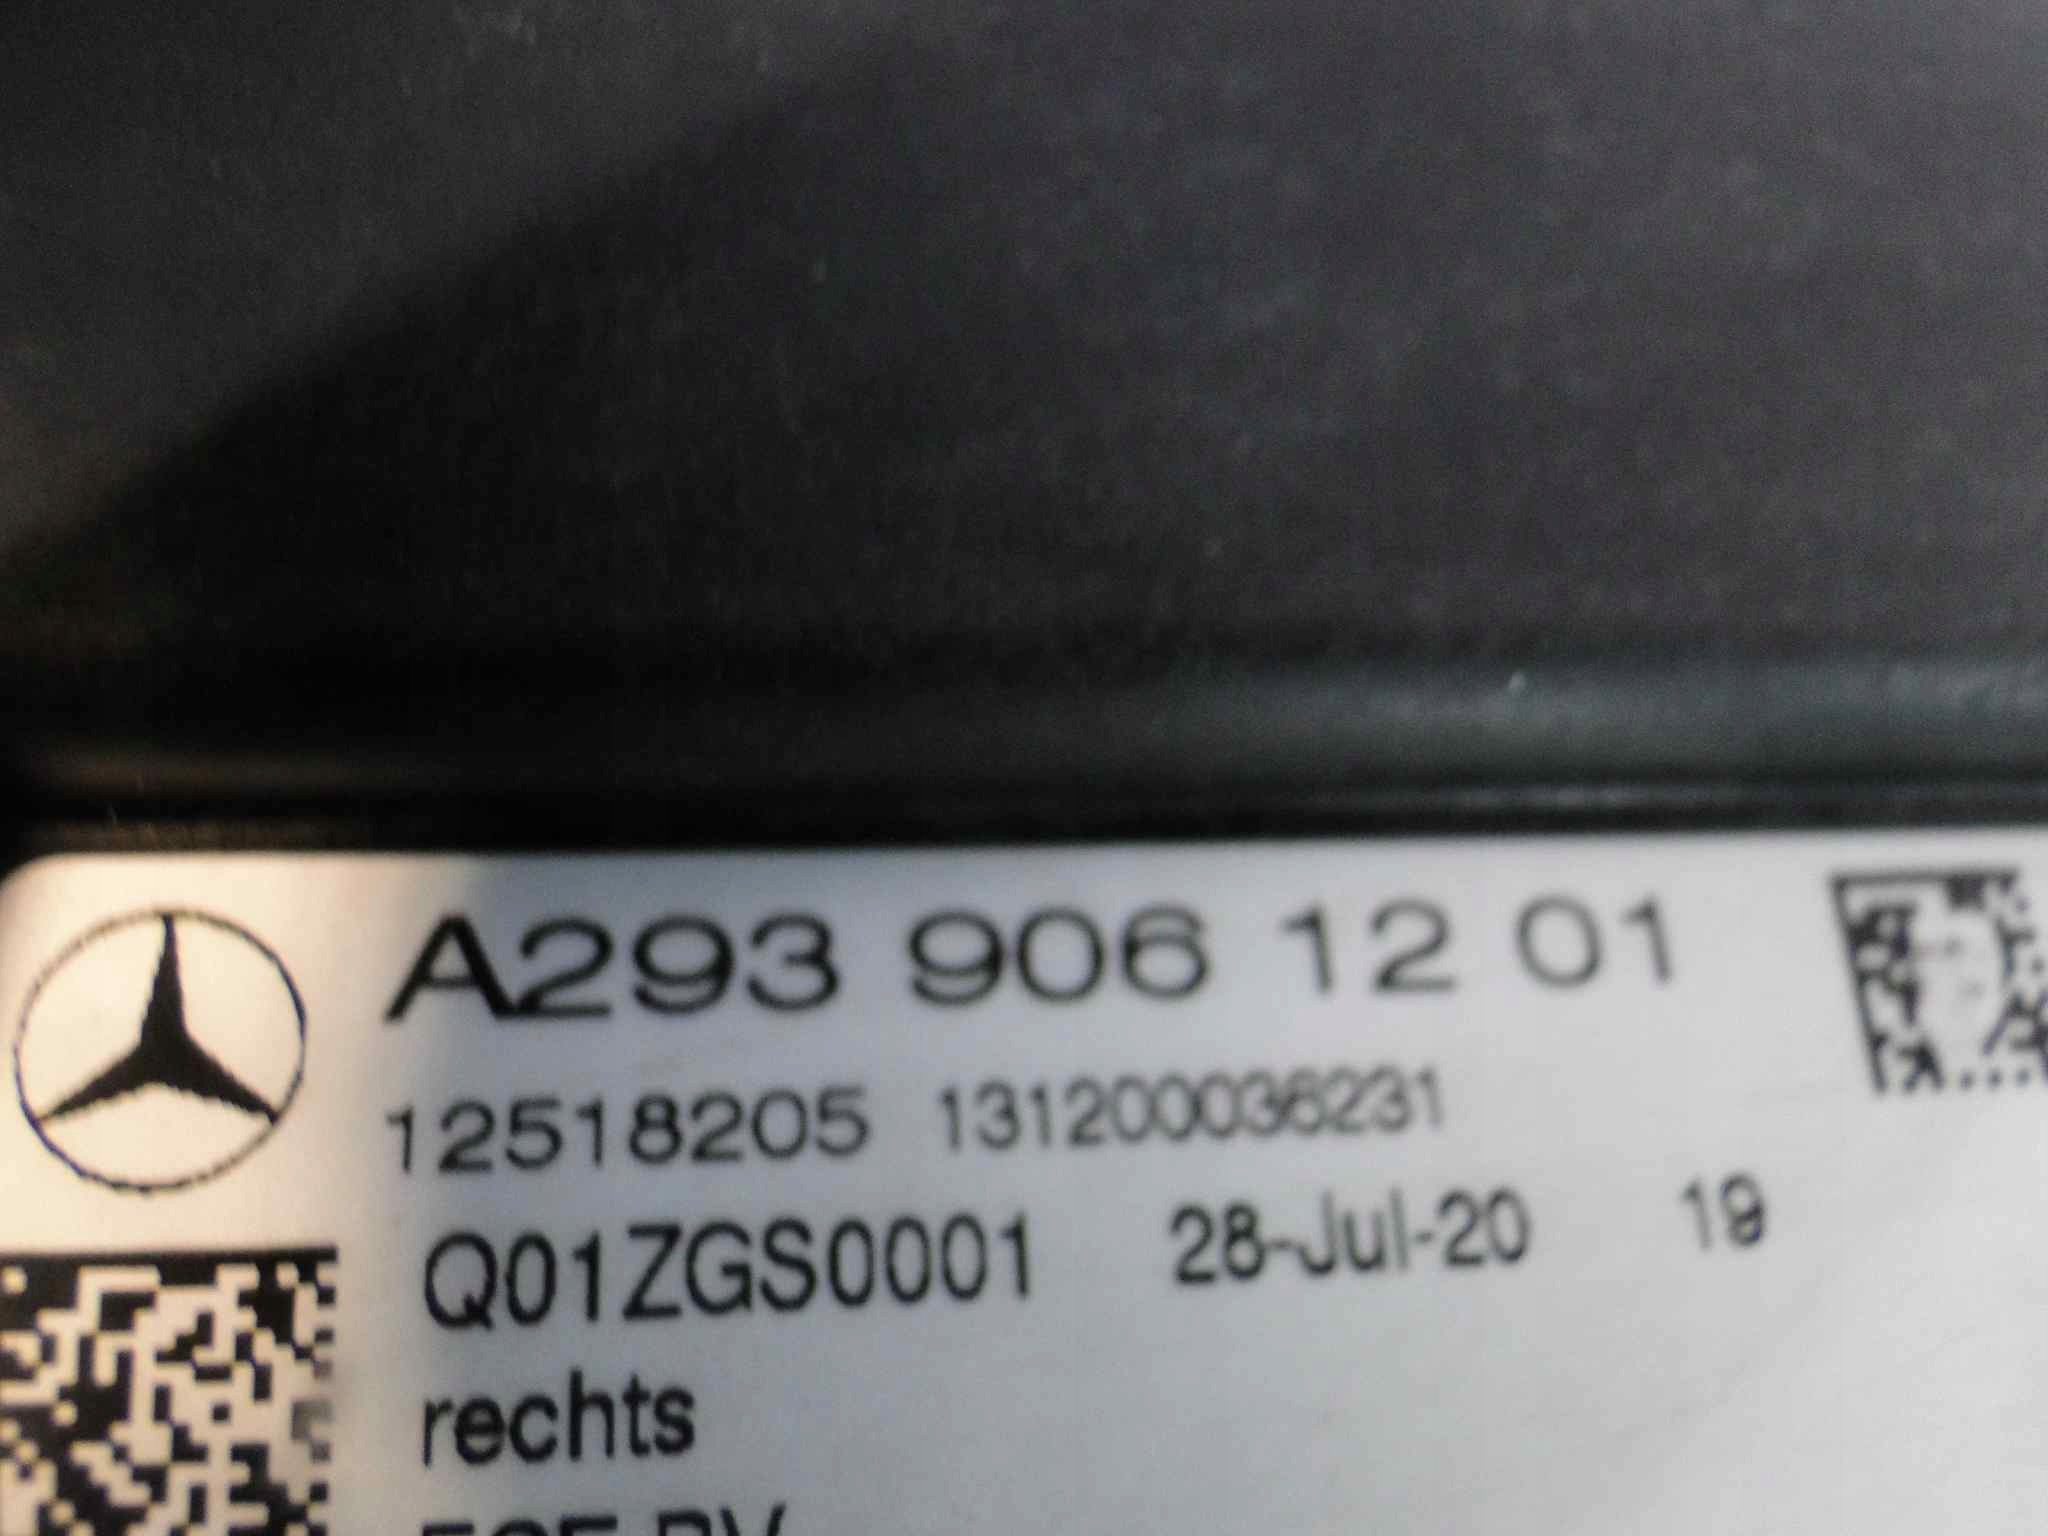 A293 906 12 01
12518205 131200036231
Q01ZGS0001 28-Jul-20 19
rechts